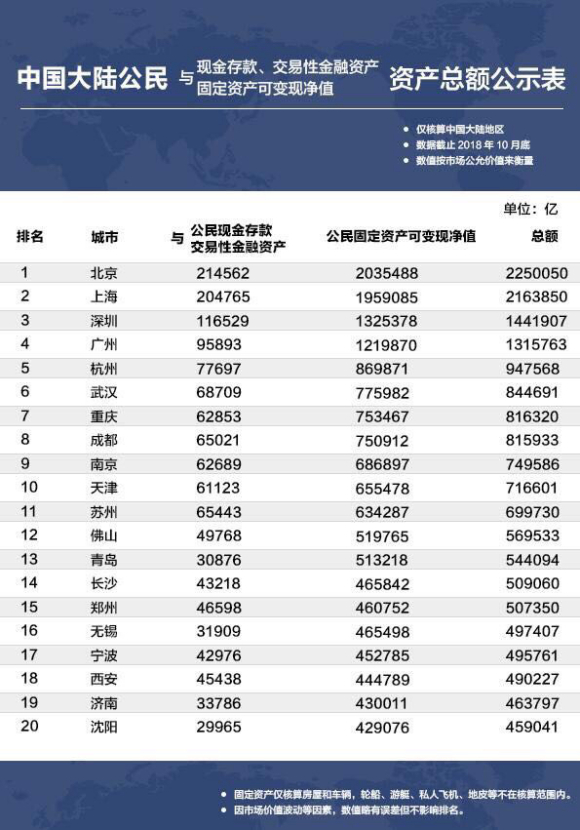 中国大陆公民与现金存款、交易性金融资产固定资产可变现净值资产总额公示表
• 仅核算中国大陆地区
• 数据截止 2018 年 10 月底
• 数值按市场公允价值来衡量
单位：亿
排名 城市 与公民现金存款交易性金融资产 公民固定资产可变现净值 总额
1 北京 214562 2035488 2250050
2 上海 204765 1959085 2163850
3 深圳 116529 1325378 1441907
4 广州 95893 1219870 1315763
5 杭州 77697 869871 947568
6 武汉 68709 775982 844691
7 重庆 62853 753467 816320
8 成都 65021 750912 815933
9 南京 62689 686897 749586
10 天津 61123 655478 716601
11 苏州 65443 634287 699730
12 佛山 49768 519765 569533
13 青岛 30876 513218 544094
14 长沙 43218 465842 509060
15 郑州 46598 460752 507350
16 无锡 31909 465498 497407
17 宁波 42976 452785 495761
18 西安 45438 444789 490227
19 济南 33786 430011 463797
20 沈阳 29965 429076 459041
• 固定资产仅核算房屋和车辆，轮船、游艇、私人飞机、地皮等不在核算范围内。
• 因市场价值波动等因素，数值略有误差但不影响排名。